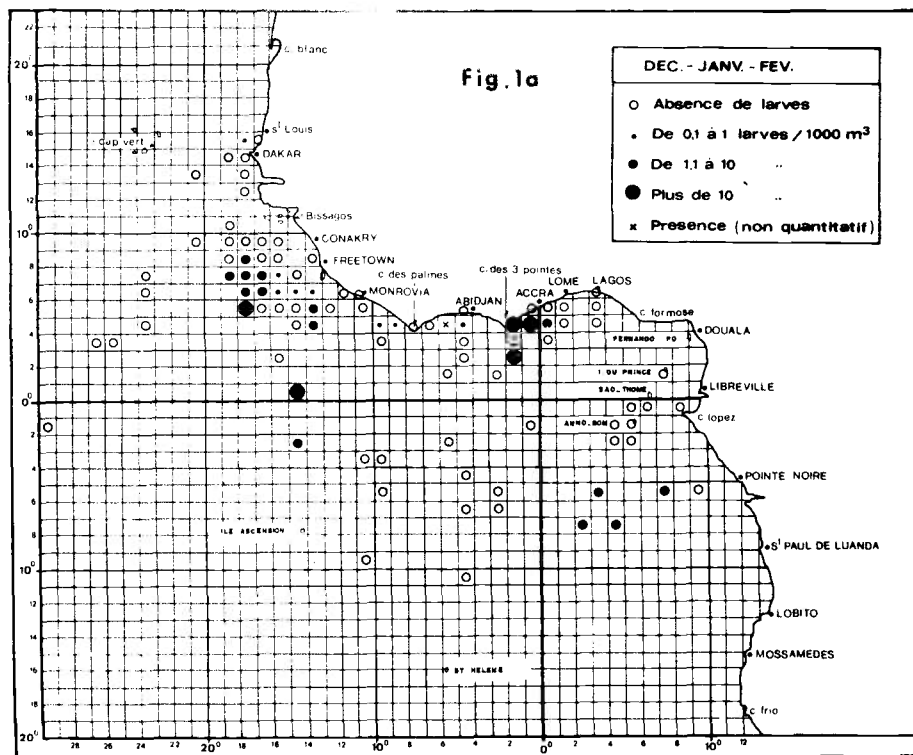 Fig.1a
DEC.-JANV.-FEV.
Absence de larves
De 0,1 à 1 larves/1000 m³
De 1,1 à 10 "
Plus de 10 "
x Presence (non quantitatif)
c. blanc
St Louis
cap vert
DAKAR
Bissagos
CONAKRY
FREETOWN
c des palmes
c. des 3 pointes
MONROVIA
ABIDJAN
ACCRA
LOME
LAGOS
c. formose
DOUALA
FERNANDO PO
I DU PRINCE
SAO_THOME
LIBREVILLE
c. lopez
ANNO_BOM
POINTE NOIRE
ILE ASCENSION
St PAUL DE LUANDA
LOBITO
St HELENE
MOSSAMEDES
c. frio
22
20°
18
16
14
12
10°
8
6
4
2
0°
2
4
6
8
10°
12
14
16
18
20°
28
26
24
22
20°
18
16
14
12
10°
8
6
4
2
0°
2
4
6
8
10°
12